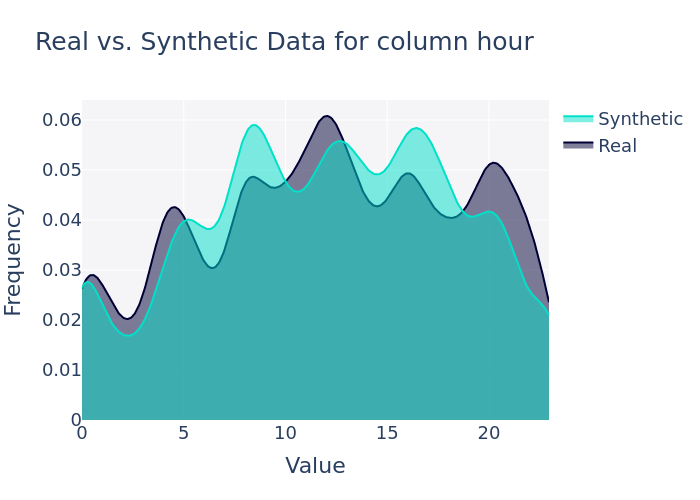 Real vs. Synthetic Data for column hour
Synthetic
Real
Frequency
0.06
0.05
0.04
0.03
0.02
0.01
0
0 5 10 15 20
Value